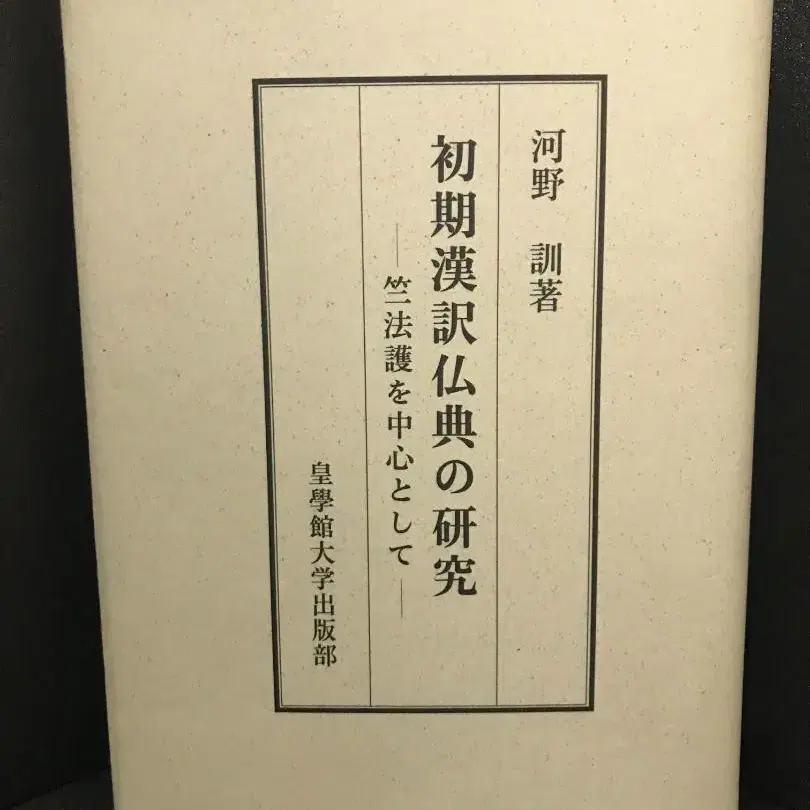 河野 訓著
初期漢訳仏典の研究
―竺法護を中心として―
皇學館大学出版部